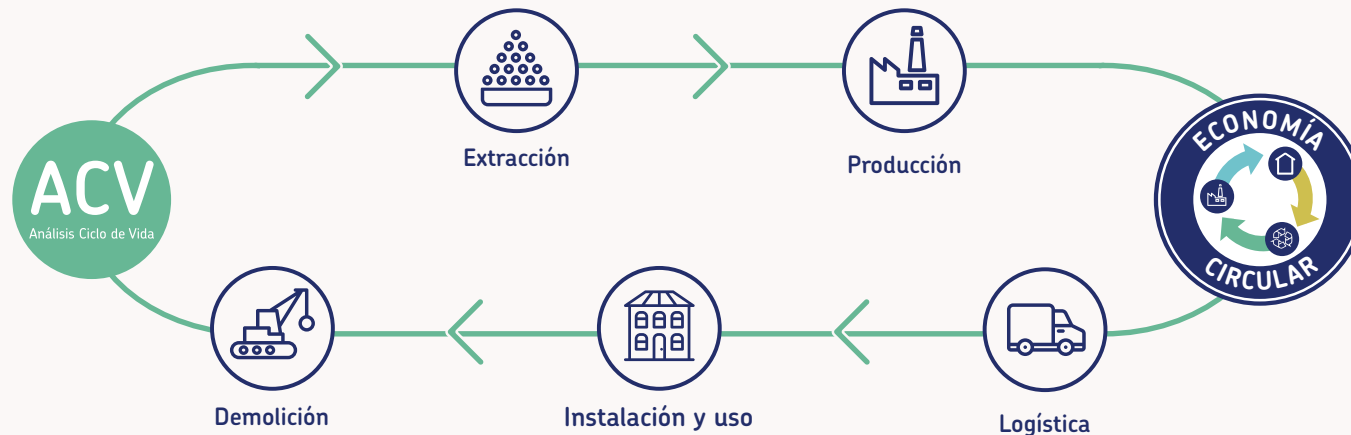 ACV
Análisis Ciclo de Vida
Extracción
Producción
ECONOMÍA
CIRCULAR
Demolición
Instalación y uso
Logística